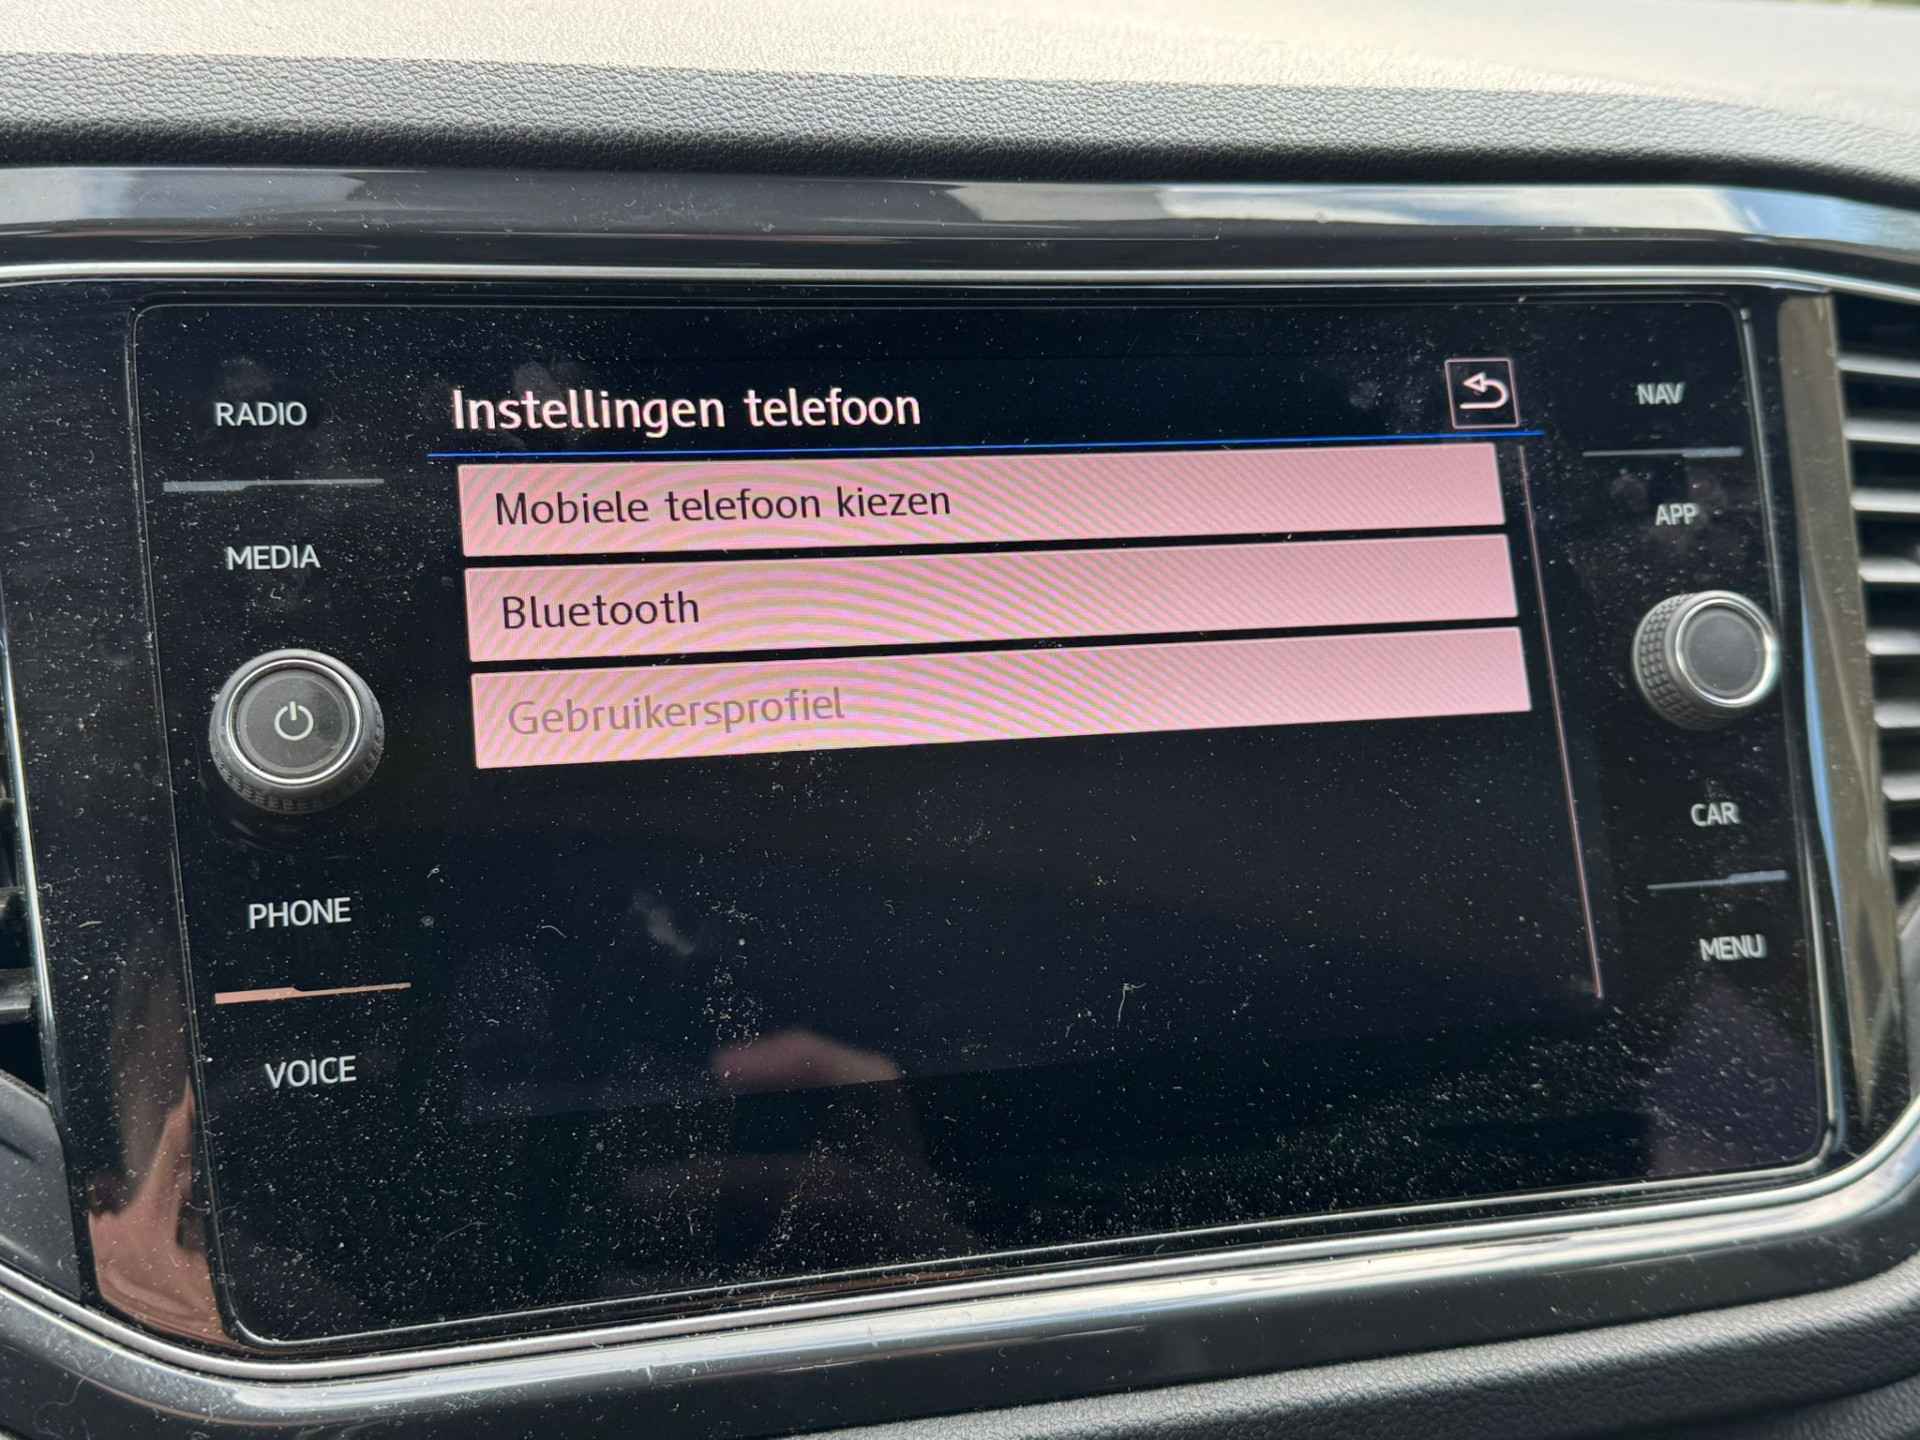 RADIO
MEDIA
PHONE
VOICE
Instellingen telefoon
Mobiele telefoon kiezen
Bluetooth
Gebruikersprofiel
NAV
APP
CAR
MENU